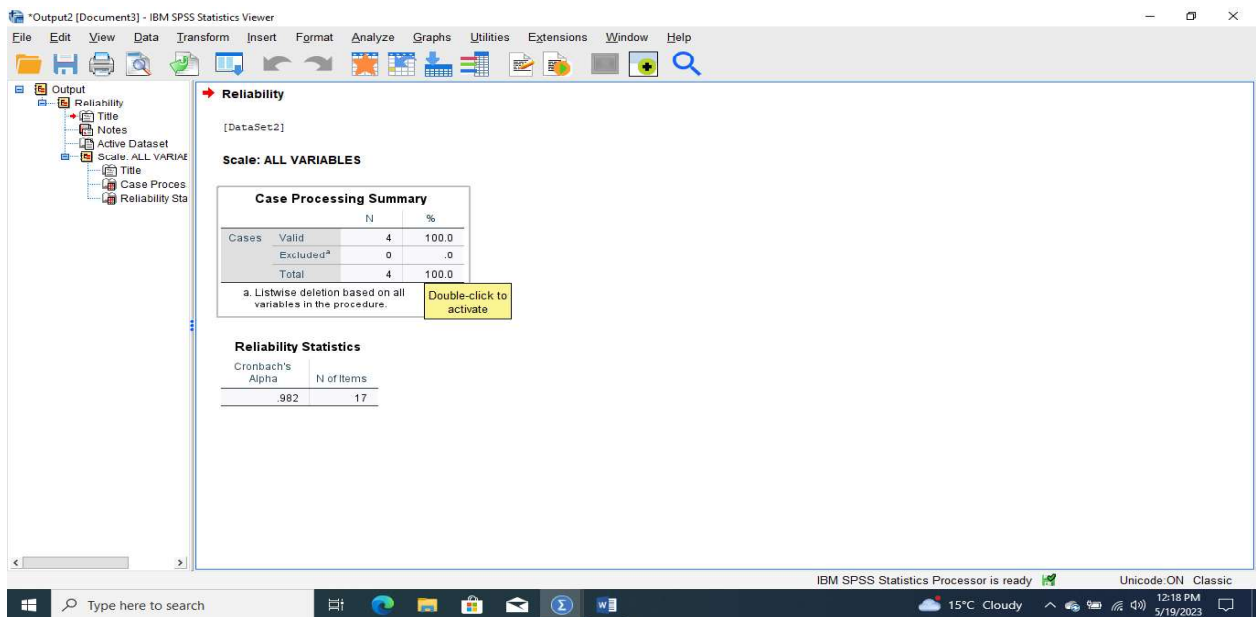 *Output2 [Document3] - IBM SPSS Statistics Viewer
File Edit View Data Transform Insert Format Analyze Graphs Utilities Extensions Window Help
Output
Reliability
Title
Notes
Active Dataset
Scale: ALL VARIAB
Title
Case Proces
Reliability Sta
Reliability
[DataSet2]
Scale: ALL VARIABLES
Case Processing Summary
N %
Cases Valid 4 100.0
Excludedª 0 .0
Total 4 100.0
a. Listwise deletion based on all
variables in the procedure.
Double-click to
activate
Reliability Statistics
Cronbach's
Alpha N of Items
.982 17
IBM SPSS Statistics Processor is ready Unicode:ON Classic
Type here to search
15°C Cloudy
12:18 PM
5/19/2023